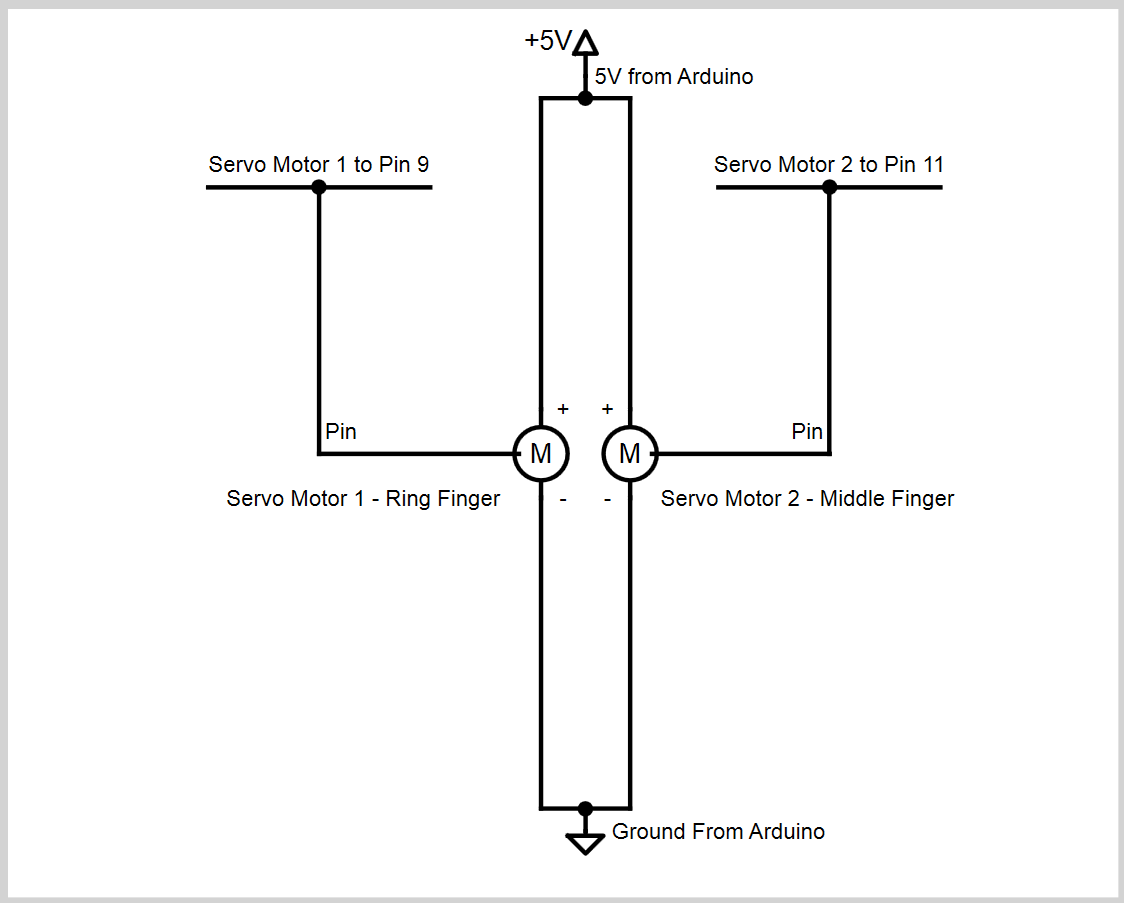 +5V
5V from Arduino
Servo Motor 1 to Pin 9
Servo Motor 2 to Pin 11
+ +
Pin
Pin
M M
Servo Motor 1 - Ring Finger
- -
Servo Motor 2 - Middle Finger
Ground From Arduino